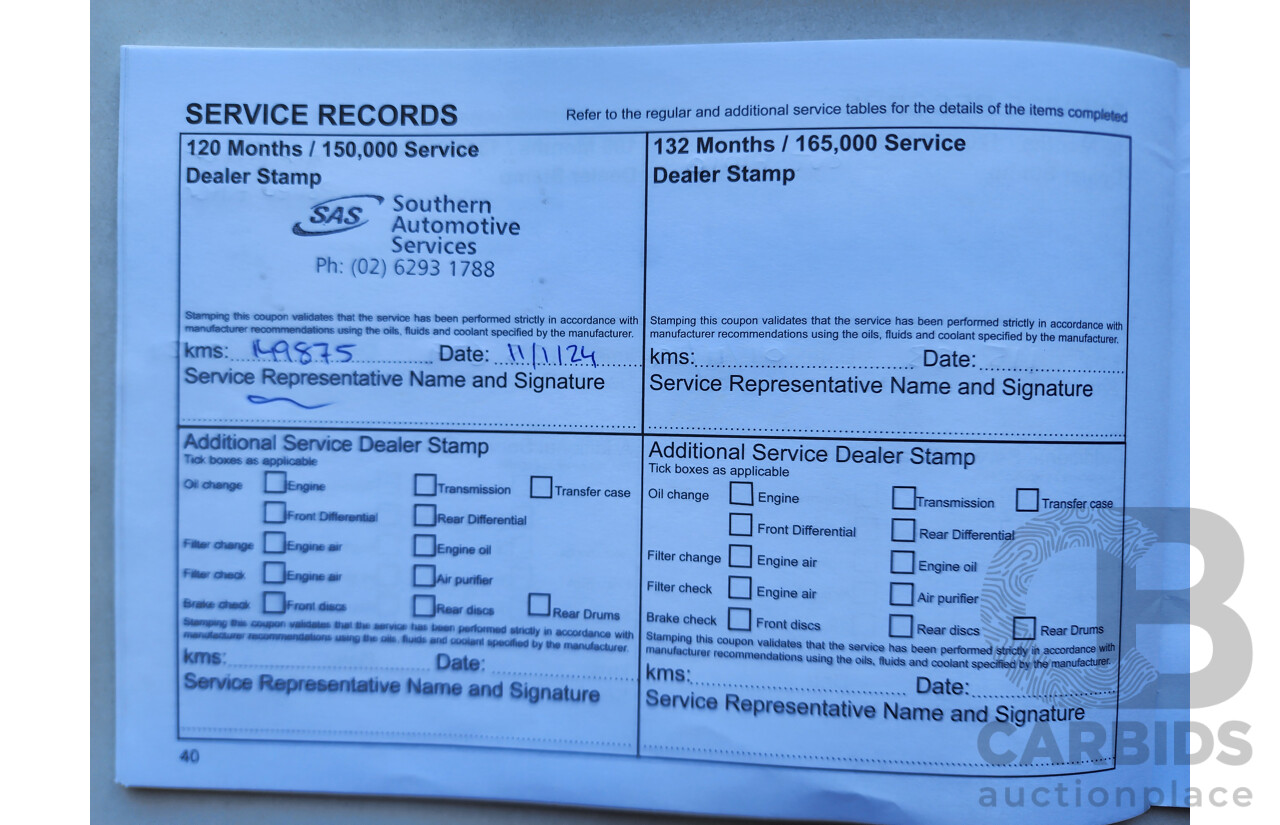 SERVICE RECORDS
Refer to the regular and additional service tables for the details of the items completed
120 Months / 150,000 Service
Dealer Stamp
SAS Southern
Automotive
Services
Ph: (02) 6293 1788
Stamping this coupon validates that the service has been performed strictly in accordance with
manufacturer recommendations using the oils, fluids and coolant specified by the manufacturer.
kms: 149875 Date: 11/1/24
Service Representative Name and Signature
132 Months / 165,000 Service
Dealer Stamp
Stamping this coupon validates that the service has been performed strictly in accordance with
manufacturer recommendations using the oils, fluids and coolant specified by the manufacturer.
kms: Date:
Service Representative Name and Signature
Additional Service Dealer Stamp
Tick boxes as applicable
Oil change Engine Transmission Transfer case
Front Differential Rear Differential
Filter change Engine air Engine oil
Filter check Engine air Air purifier
Brake check Front discs Rear discs Rear Drums
Stamping this coupon validates that the service has been performed strictly in accordance with
manufacturer recommendations using the oils, fluids and coolant specified by the manufacturer.
kms: Date:
Service Representative Name and Signature
Additional Service Dealer Stamp
Tick boxes as applicable
Oil change Engine Transmission Transfer case
Front Differential Rear Differential
Filter change Engine air Engine oil
Filter check Engine air Air purifier
Brake check Front discs Rear discs Rear Drums
Stamping this coupon validates that the service has been performed strictly in accordance with
manufacturer recommendations using the oils, fluids and coolant specified by the manufacturer.
kms: Date:
Service Representative Name and Signature
40
CB
CARBIDS
auctionplace